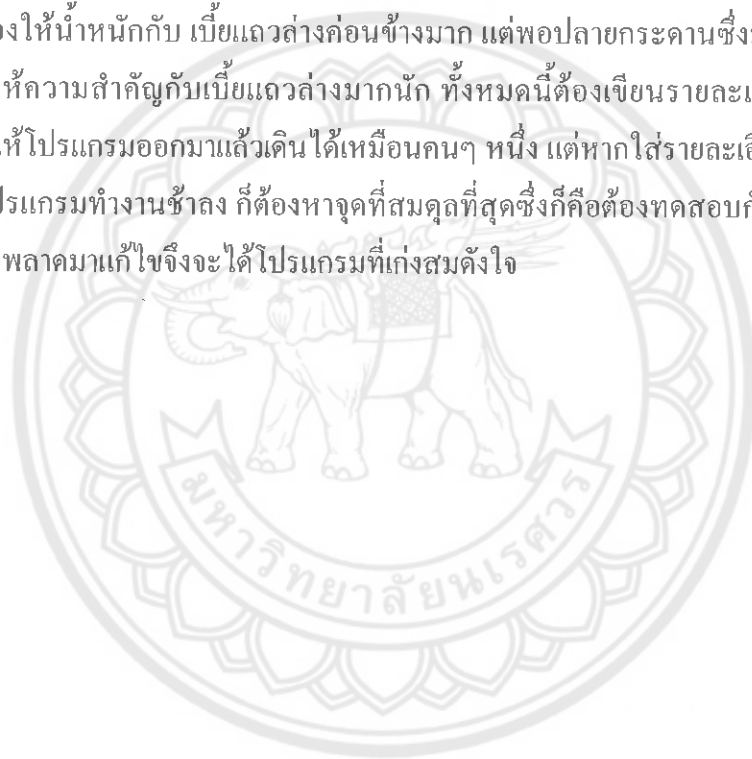 องให้น้ำหนักกับ เบี้ยแถวล่างค่อนข้างมาก แต่พอปลายกระดานซึ่ง
ห้ความสำคัญกับเบี้ยแถวล่างมากนัก ทั้งหมดนี้ต้องเขียนรายละเ
ห้โปรแกรมออกมาแล้วเดินได้เหมือนคนๆ หนึ่ง แต่หากใส่รายละเอี
ปรแกรมทำงานช้าลง ก็ต้องหาจุดที่สมดุลที่สุดซึ่งก็คือต้องทดสอบ
พลาดมาแก้ไขจึงจะได้โปรแกรมที่เก่งสมดังใจ
มหาวิทยาลัยนเรศวร